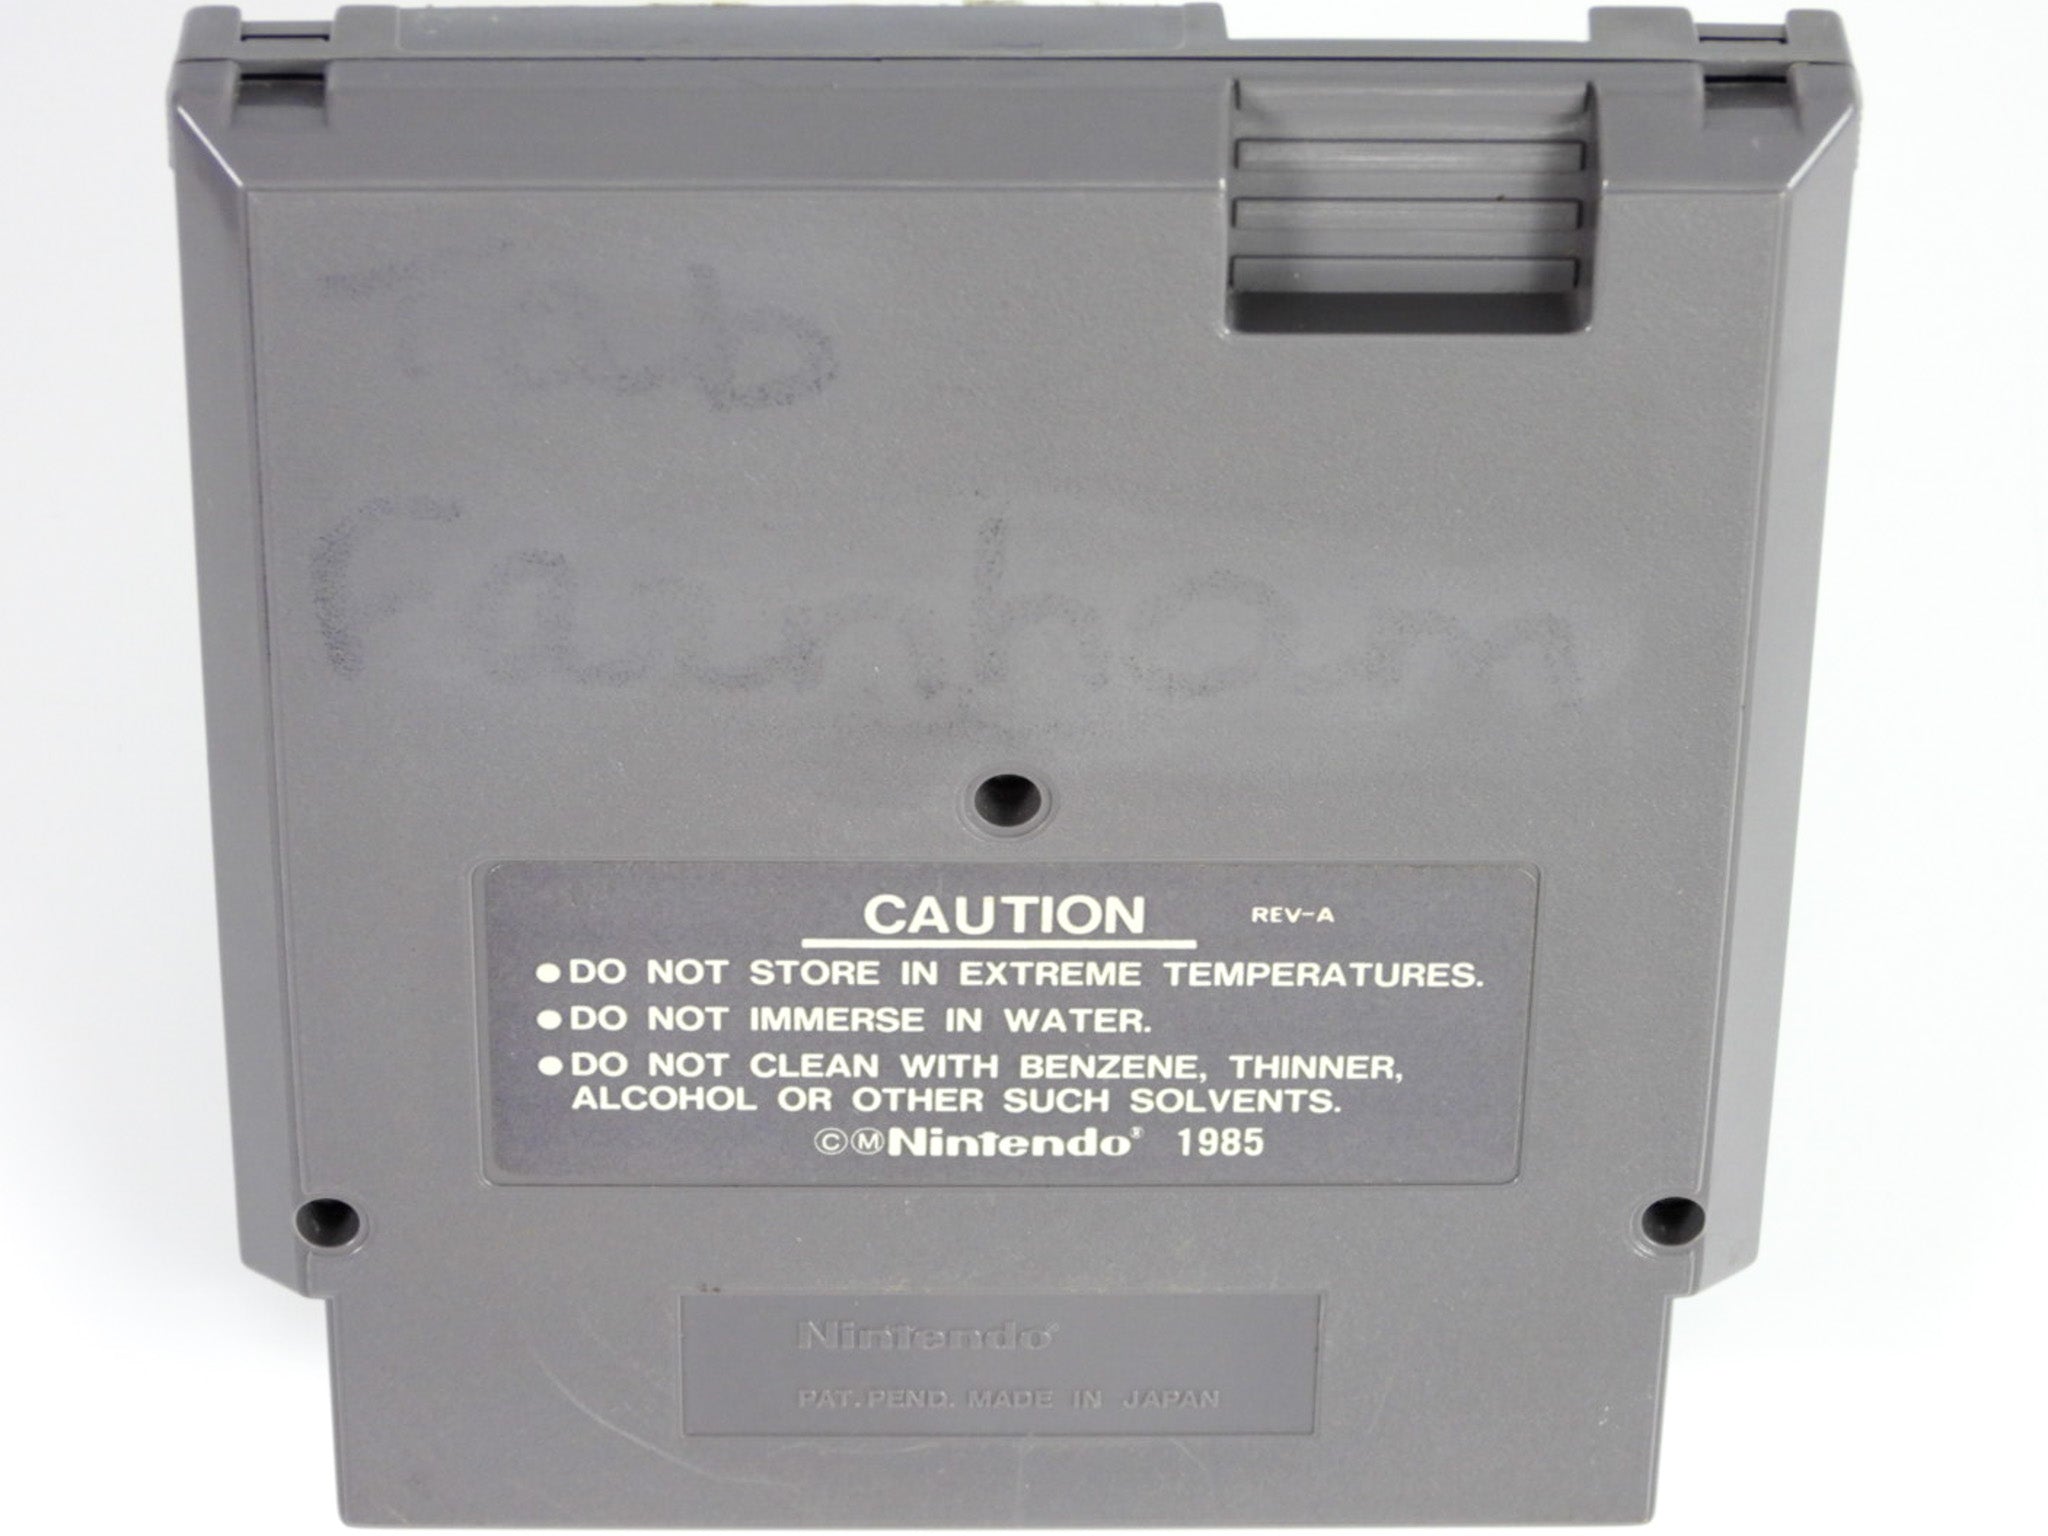 Tab
CAUTION REV-A
●DO NOT STORE IN EXTREME TEMPERATURES.
●DO NOT IMMERSE IN WATER.
●DO NOT CLEAN WITH BENZENE, THINNER,
ALCOHOL OR OTHER SUCH SOLVENTS.
©ⓂNintendo® 1985
Nintendo®
PAT. PEND. MADE IN JAPAN